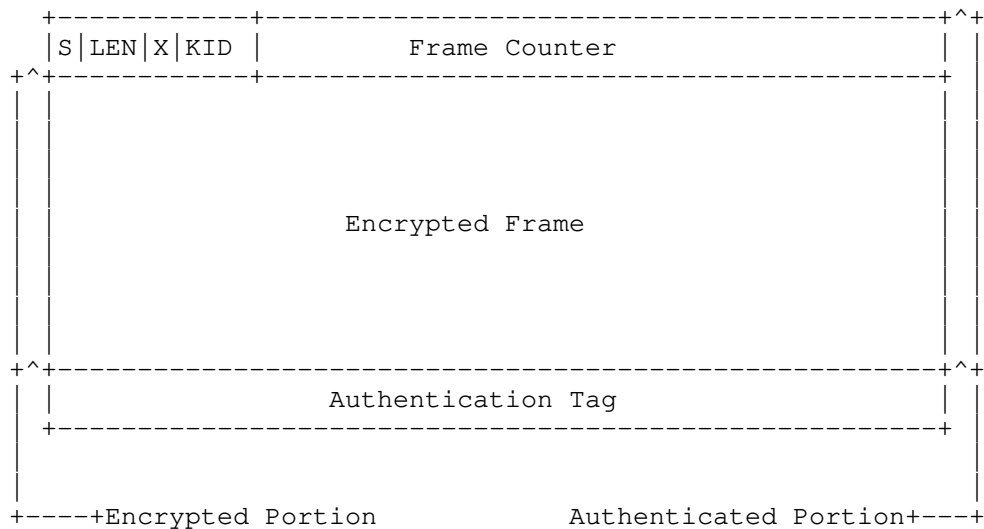 S|LEN|X|KID | Frame Counter
Encrypted Frame
Authentication Tag
Encrypted Portion Authenticated Portion